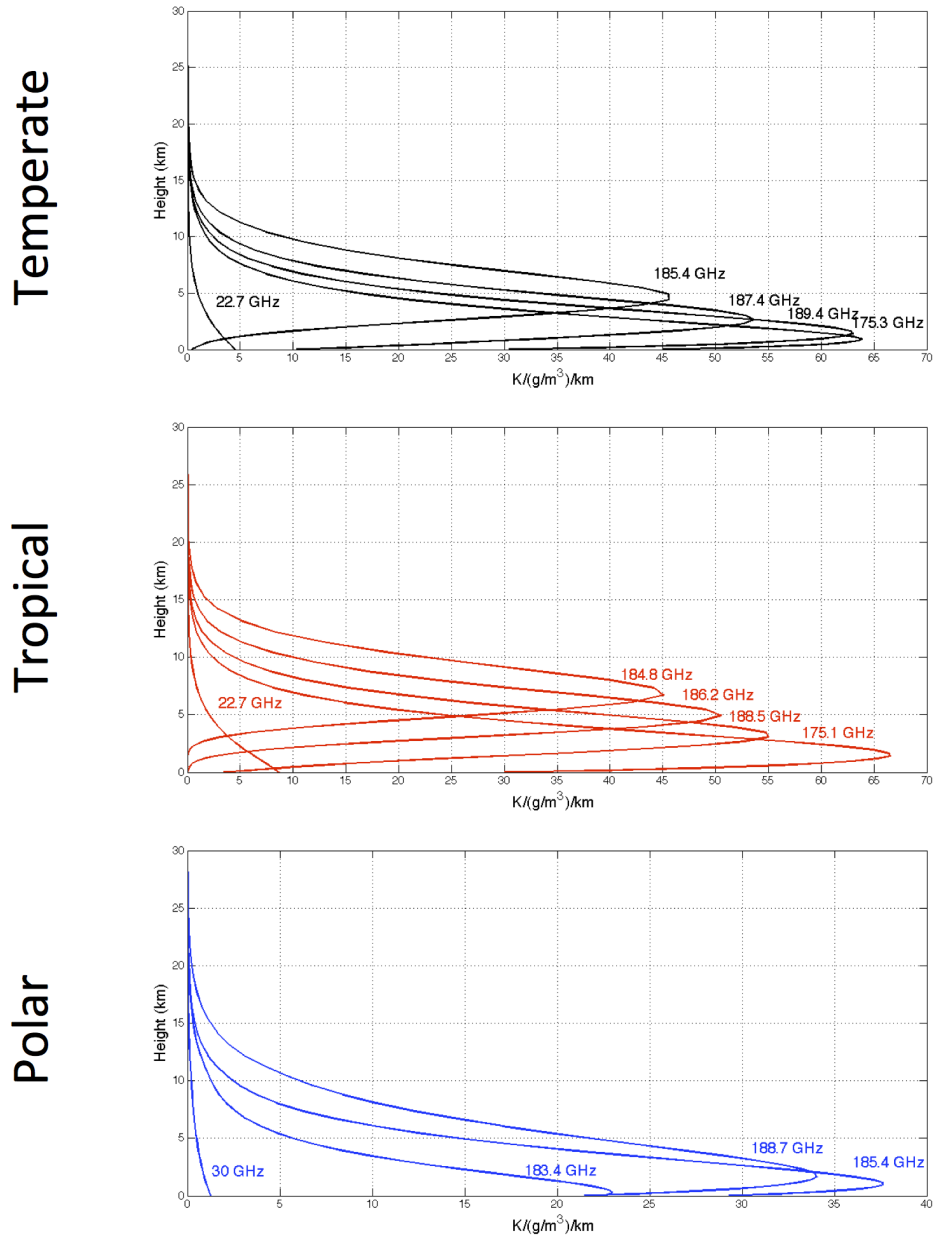 Temperate
30
25
20
15
10
5
0
Height (km)
22.7 GHz
185.4 GHz
187.4 GHz
189.4 GHz
175.3 GHz
0 5 10 15 20 25 30 35 40 45 50 55 60 65 70
K/(g/m³)/km
Tropical
30
25
20
15
10
5
0
Height (km)
22.7 GHz
184.8 GHz
186.2 GHz
188.5 GHz
175.1 GHz
0 5 10 15 20 25 30 35 40 45 50 55 60 65 70
K/(g/m³)/km
Polar
30
25
20
15
10
5
0
Height (km)
30 GHz
183.4 GHz
188.7 GHz
185.4 GHz
0 5 10 15 20 25 30 35 40
K/(g/m³)/km